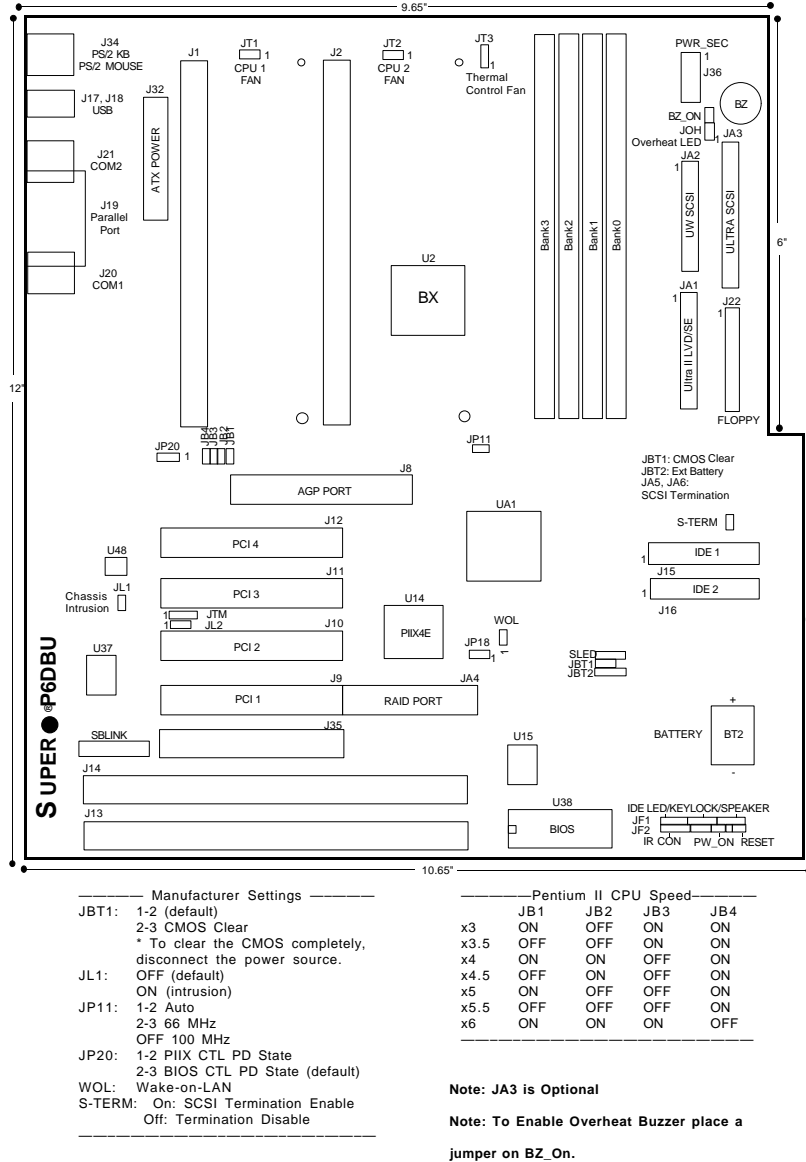 9.65"
J34
PS/2 KB
PS/2 MOUSE
J1
JT1
1
CPU 1
FAN
J2
JT2
1
CPU 2
FAN
JT3
1
Thermal
Control Fan
PWR_SEC
1
J36
BZ
J17, J18
USB
J32
ATX POWER
BZ_ON
JOH
Overheat LED
1
JA3
JA2
1
J21
COM2
J19
Parallel
Port
J20
COM1
Bank3
Bank2
Bank1
Bank0
UW SCSI
ULTRA SCSI
6"
U2
BX
JA1
1
J22
1
Ultra II LVD/SE
FLOPPY
12"
JB4
JB3
JB2
JB1
JP20
1
JP11
J8
AGP PORT
JBT1: CMOS Clear
JBT2: Ext Battery
JA5, JA6:
SCSI Termination
UA1
S-TERM
J12
PCI 4
1
IDE 1
J15
U48
J11
PCI 3
1
IDE 2
J16
JL1
Chassis
Intrusion
1
JTM
1
JL2
U14
PIIX4E
WOL
1
J10
PCI 2
JP18
1
U37
SLED
JBT1
JBT2
J9
PCI 1
JA4
RAID PORT
SUPER ● ®P6DBU
SBLINK
J35
U15
BATTERY
+
BT2
-
J14
J13
U38
BIOS
IDE LED/KEYLOCK/SPEAKER
JF1
JF2
IR CON
PW_ON
RESET
10.65"
———— Manufacturer Settings ————
JBT1: 1-2 (default)
2-3 CMOS Clear
* To clear the CMOS completely,
disconnect the power source.
JL1: OFF (default)
ON (intrusion)
JP11: 1-2 Auto
2-3 66 MHz
OFF 100 MHz
JP20: 1-2 PIIX CTL PD State
2-3 BIOS CTL PD State (default)
WOL: Wake-on-LAN
S-TERM: On: SCSI Termination Enable
Off: Termination Disable
————Pentium II CPU Speed————
JB1 JB2 JB3 JB4
x3 ON OFF ON ON
x3.5 OFF OFF ON ON
x4 ON ON OFF ON
x4.5 OFF ON OFF ON
x5 ON OFF OFF ON
x5.5 OFF OFF OFF ON
x6 ON ON ON OFF
Note: JA3 is Optional
Note: To Enable Overheat Buzzer place a
jumper on BZ_On.